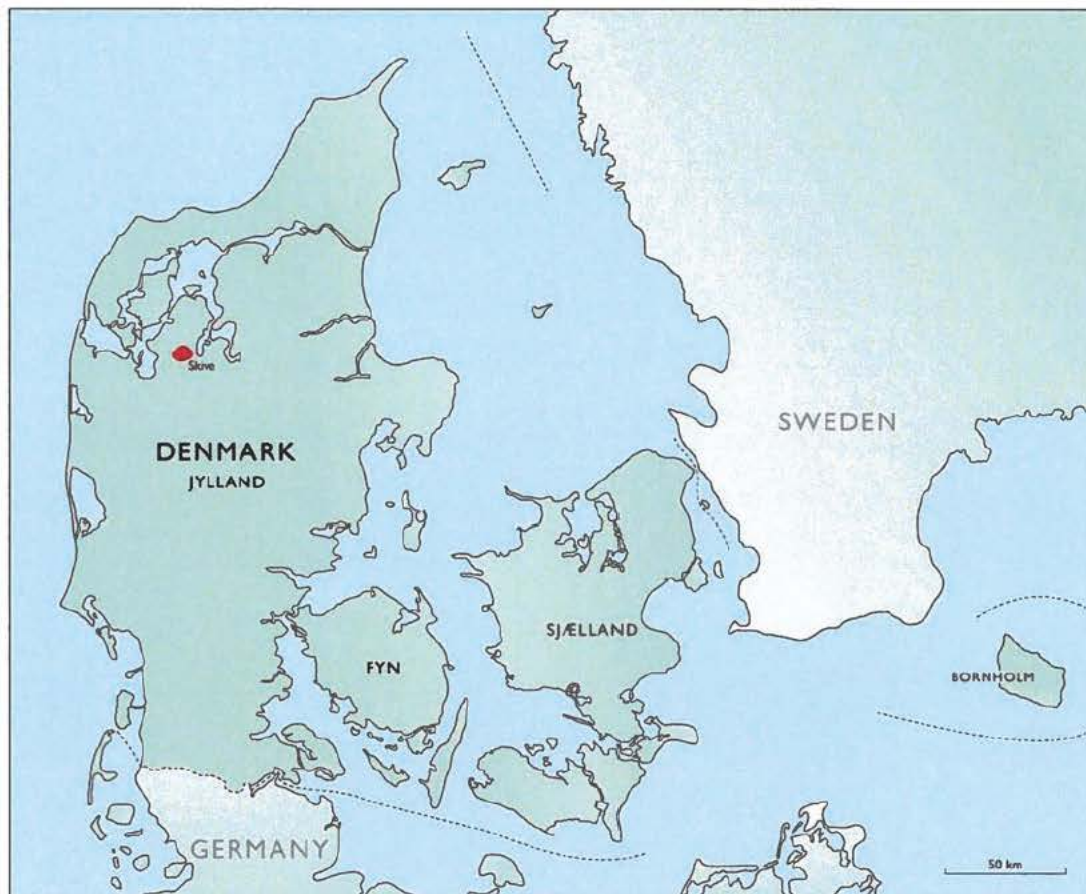 Skive
DENMARK
JYLLAND
SWEDEN
SJÆLLAND
FYN
BORNHOLM
GERMANY
50 km